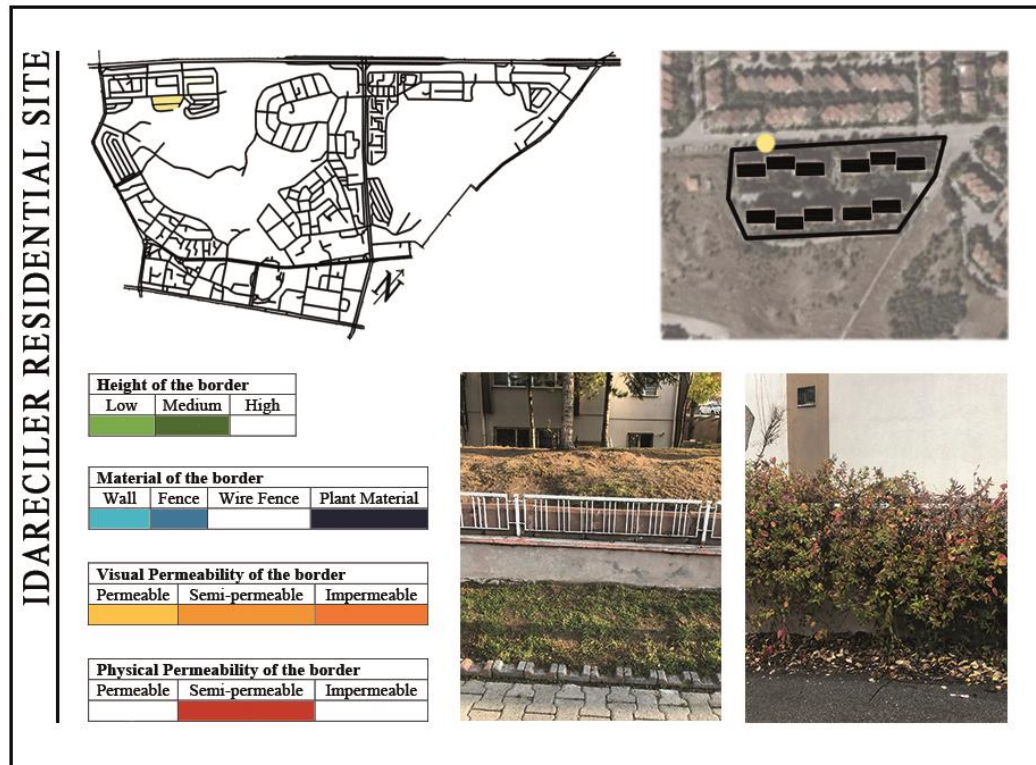 IDARECILER RESIDENTIAL SITE
N
Height of the border
Low Medium High
Material of the border
Wall Fence Wire Fence Plant Material
Visual Permeability of the border
Permeable Semi-permeable Impermeable
Physical Permeability of the border
Permeable Semi-permeable Impermeable